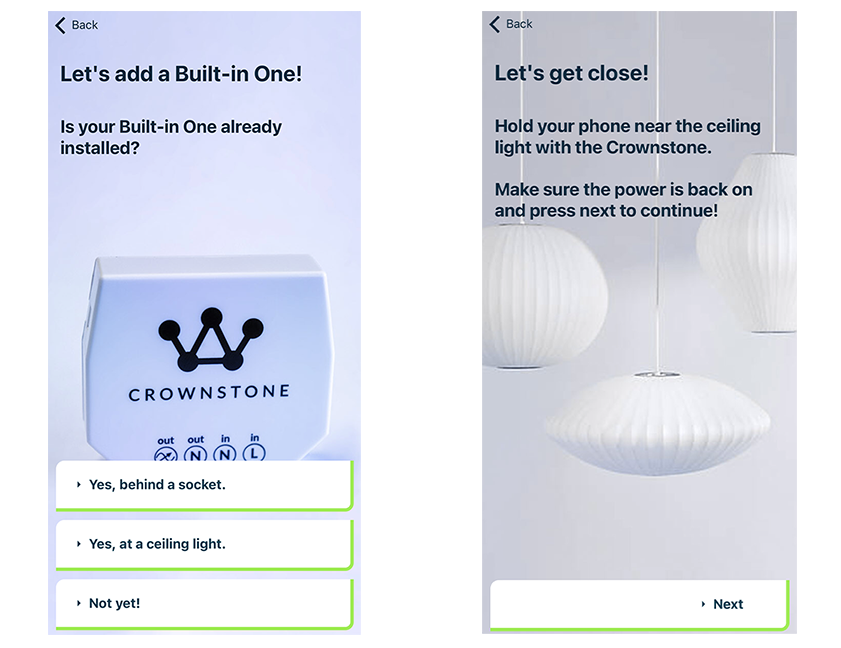 Back
Let's add a Built-in One!
Is your Built-in One already
installed?
CROWNSTONE
out out in in
N N L
Yes, behind a socket.
Yes, at a ceiling light.
Not yet!
Back
Let's get close!
Hold your phone near the ceiling
light with the Crownstone.
Make sure the power is back on
and press next to continue!
Next